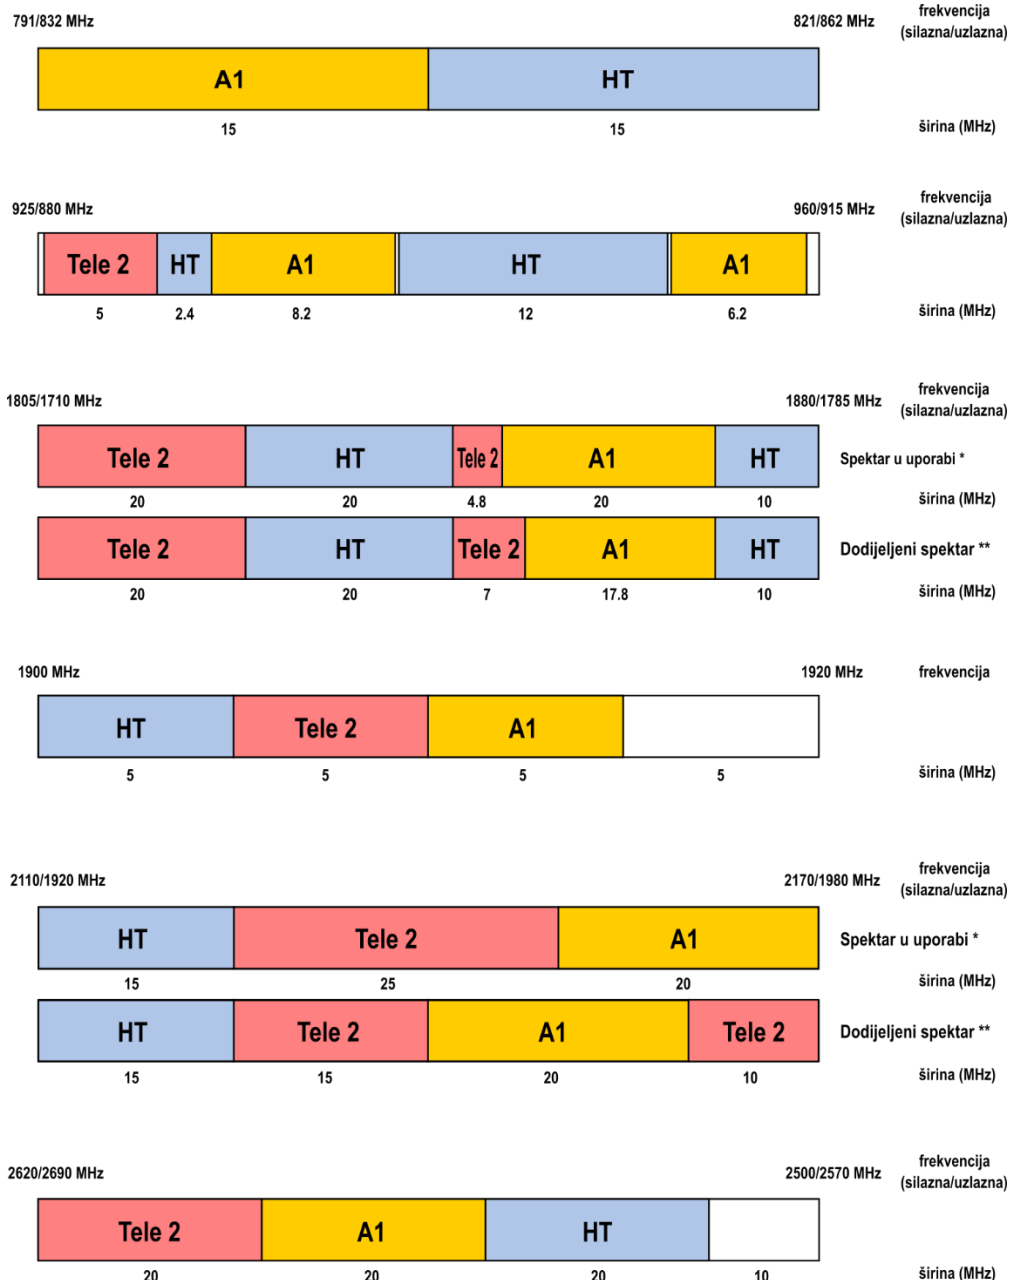 791/832 MHz 821/862 MHz frekvencija
(silazna/uzlazna)
A1 HT
15 15 širina (MHz)
925/880 MHz 960/915 MHz frekvencija
(silazna/uzlazna)
Tele 2 HT A1 HT A1
5 2.4 8.2 12 6.2 širina (MHz)
1805/1710 MHz 1880/1785 MHz frekvencija
(silazna/uzlazna)
Tele 2 HT Tele 2 A1 HT Spektar u uporabi *
20 20 4.8 20 10 širina (MHz)
Tele 2 HT Tele 2 A1 HT Dodijeljeni spektar **
20 20 7 17.8 10 širina (MHz)
1900 MHz 1920 MHz frekvencija
HT Tele 2 A1
5 5 5 5 širina (MHz)
2110/1920 MHz 2170/1980 MHz frekvencija
(silazna/uzlazna)
HT Tele 2 A1 Spektar u uporabi *
15 25 20 širina (MHz)
HT Tele 2 A1 Tele 2 Dodijeljeni spektar **
15 15 20 10 širina (MHz)
2620/2690 MHz 2500/2570 MHz frekvencija
(silazna/uzlazna)
Tele 2 A1 HT
20 20 20 10 širina (MHz)